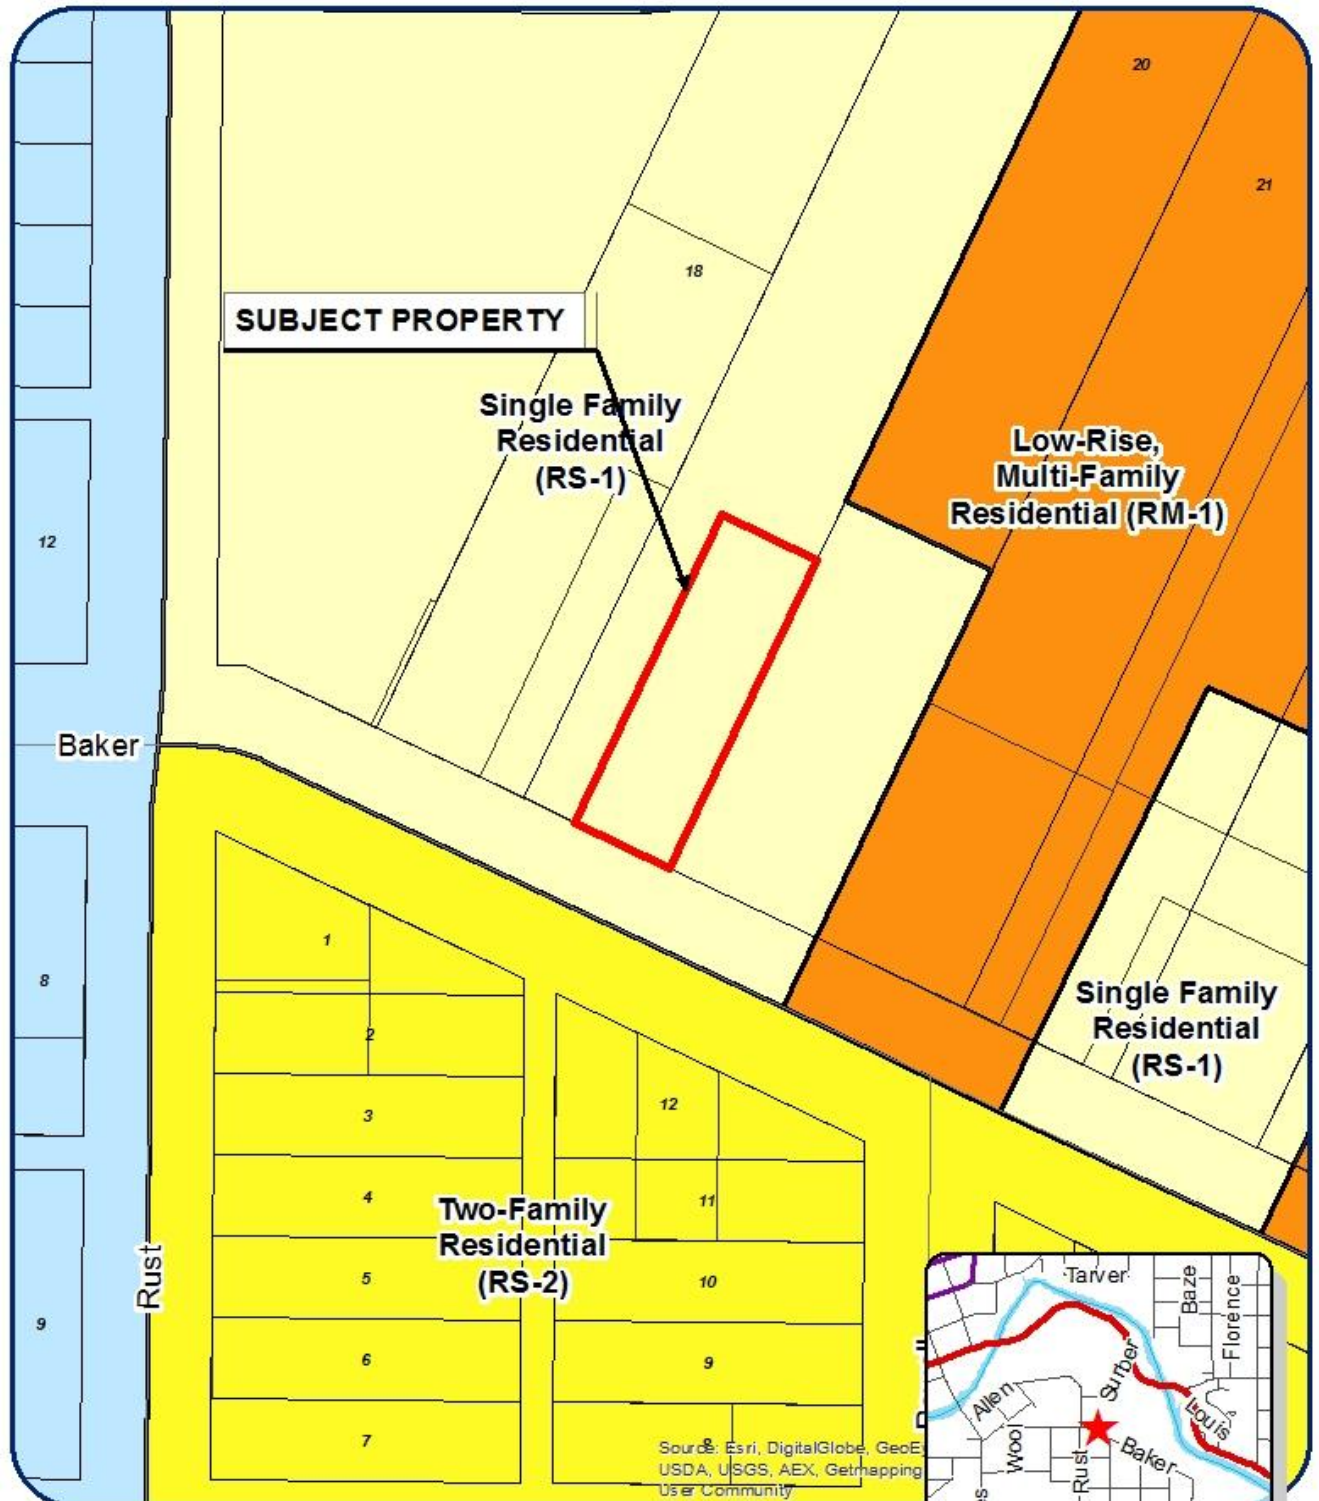 20
21
18
SUBJECT PROPERTY
Single Family
Residential
(RS-1)
Low-Rise,
Multi-Family
Residential (RM-1)
12
Baker
1
8
2
Single Family
Residential
(RS-1)
12
3
4
11
Two-Family
Residential
(RS-2)
Rust
5
10
9
6
9
7
8
Tarver
Baze
Florence
Surber
Allen
Louis
Wool
Rust
Baker
Source: Esri, DigitalGlobe, GeoE
USDA, USGS, AEX, Getmapping
User Community